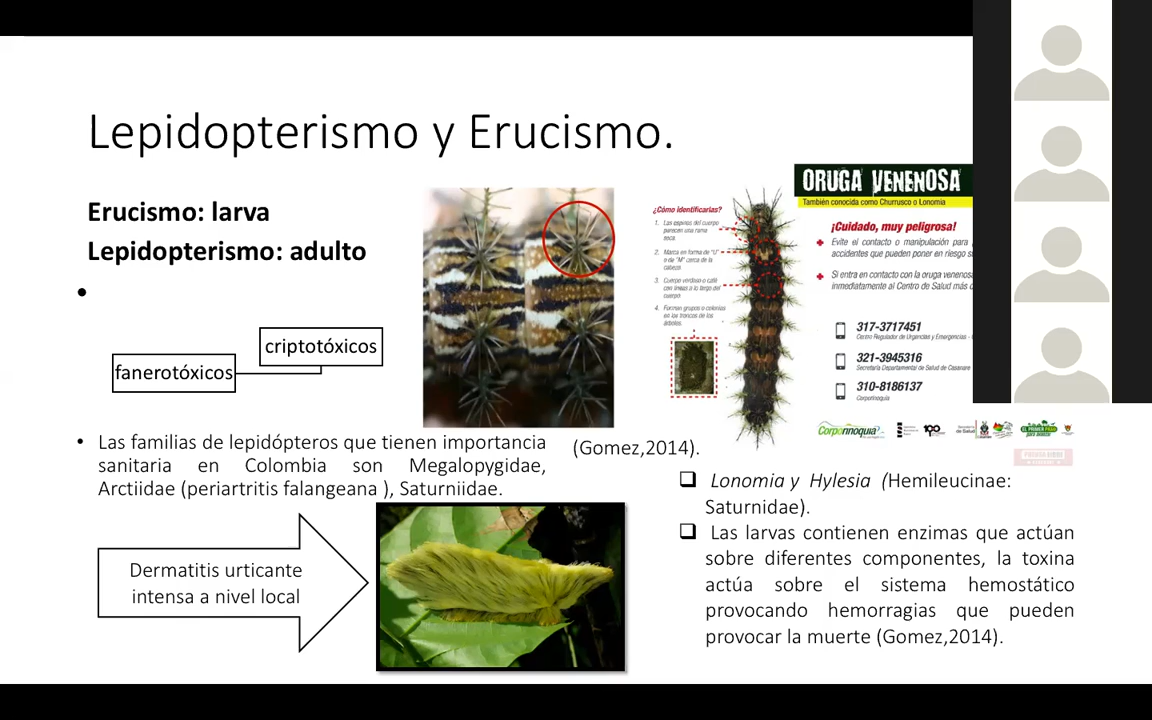 Lepidopterismo y Erucismo.
Erucismo: larva
Lepidopterismo: adulto
•
criptotóxicos
fanerotóxicos
• Las familias de lepidópteros que tienen importancia
sanitaria en Colombia son Megalopygidae,
Arctiidae (periartritis falangeana ), Saturniidae.
Dermatitis urticante
intensa a nivel local
¿Cómo identificarlas?
1. Las espinas del cuerpo
parecen una rama
seca.
2. Marca en forma de "U"
o de "M" cerca de la
cabeza
3. Cuerpo verdoso o café
con líneas a lo largo del
cuerpo
4. Forman grupos o colonias
en los troncos de los
árboles.
ORUGA VENENOSA
También conocida como Churrusco o Lonomia
¡Cuidado, muy peligrosa!
Evite el contacto o manipulación para
accidentes que pueden poner en riesgo s
Si entra en contacto con la oruga venenosa
inmediatamente al Centro de Salud más
317-3717451
Centro Regulador de Urgencias y Emergencias -
321-3945316
Secretaría Departamental de Salud de Casanare
310-8186137
Corporinoquia
Corporinoquia
(Gomez,2014).
Lonomia y Hylesia (Hemileucinae:
Saturnidae).
Las larvas contienen enzimas que actúan
sobre diferentes componentes, la toxina
actúa sobre el sistema hemostático
provocando hemorragias que pueden
provocar la muerte (Gomez,2014).